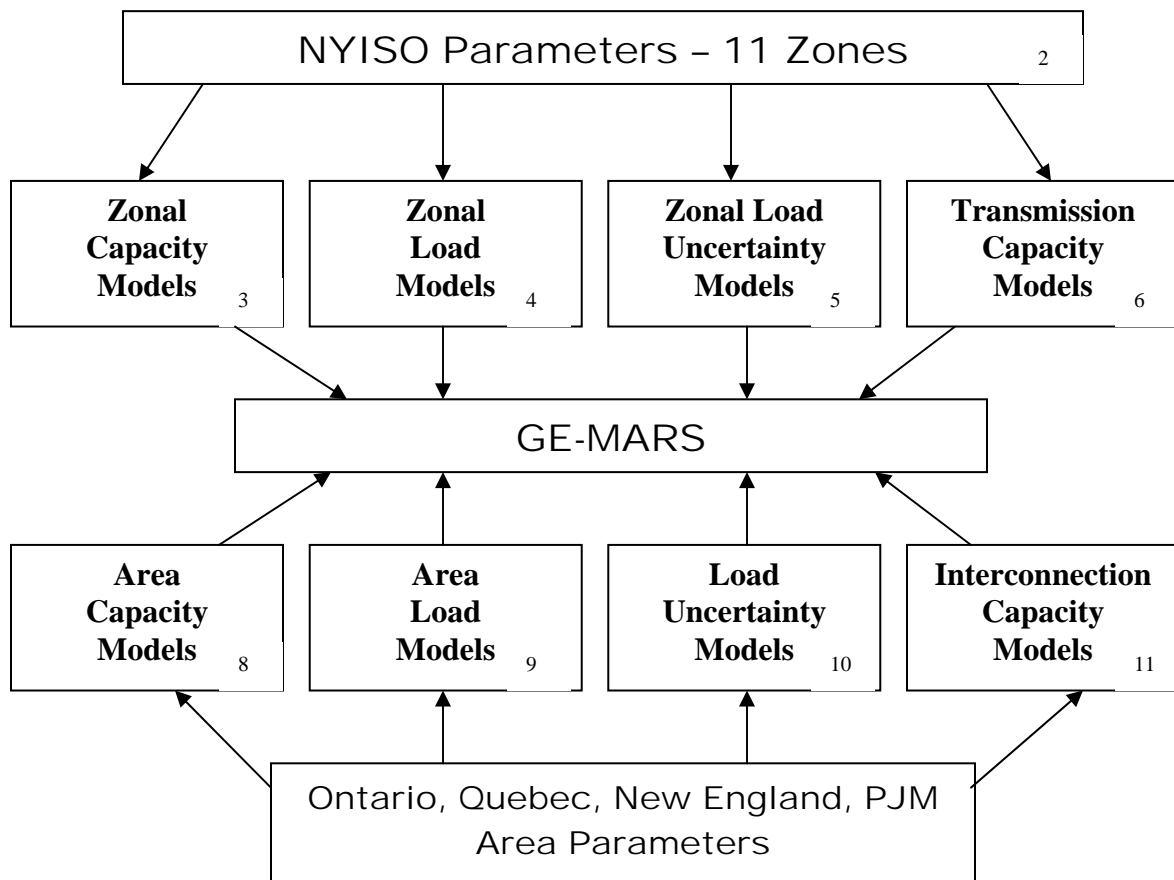 NYISO Parameters – 11 Zones 2
Zonal
Capacity
Models 3
Zonal
Load
Models 4
Zonal Load
Uncertainty
Models 5
Transmission
Capacity
Models 6
GE-MARS
Area
Capacity
Models 8
Area
Load
Models 9
Load
Uncertainty
Models 10
Interconnection
Capacity
Models 11
Ontario, Quebec, New England, PJM
Area Parameters